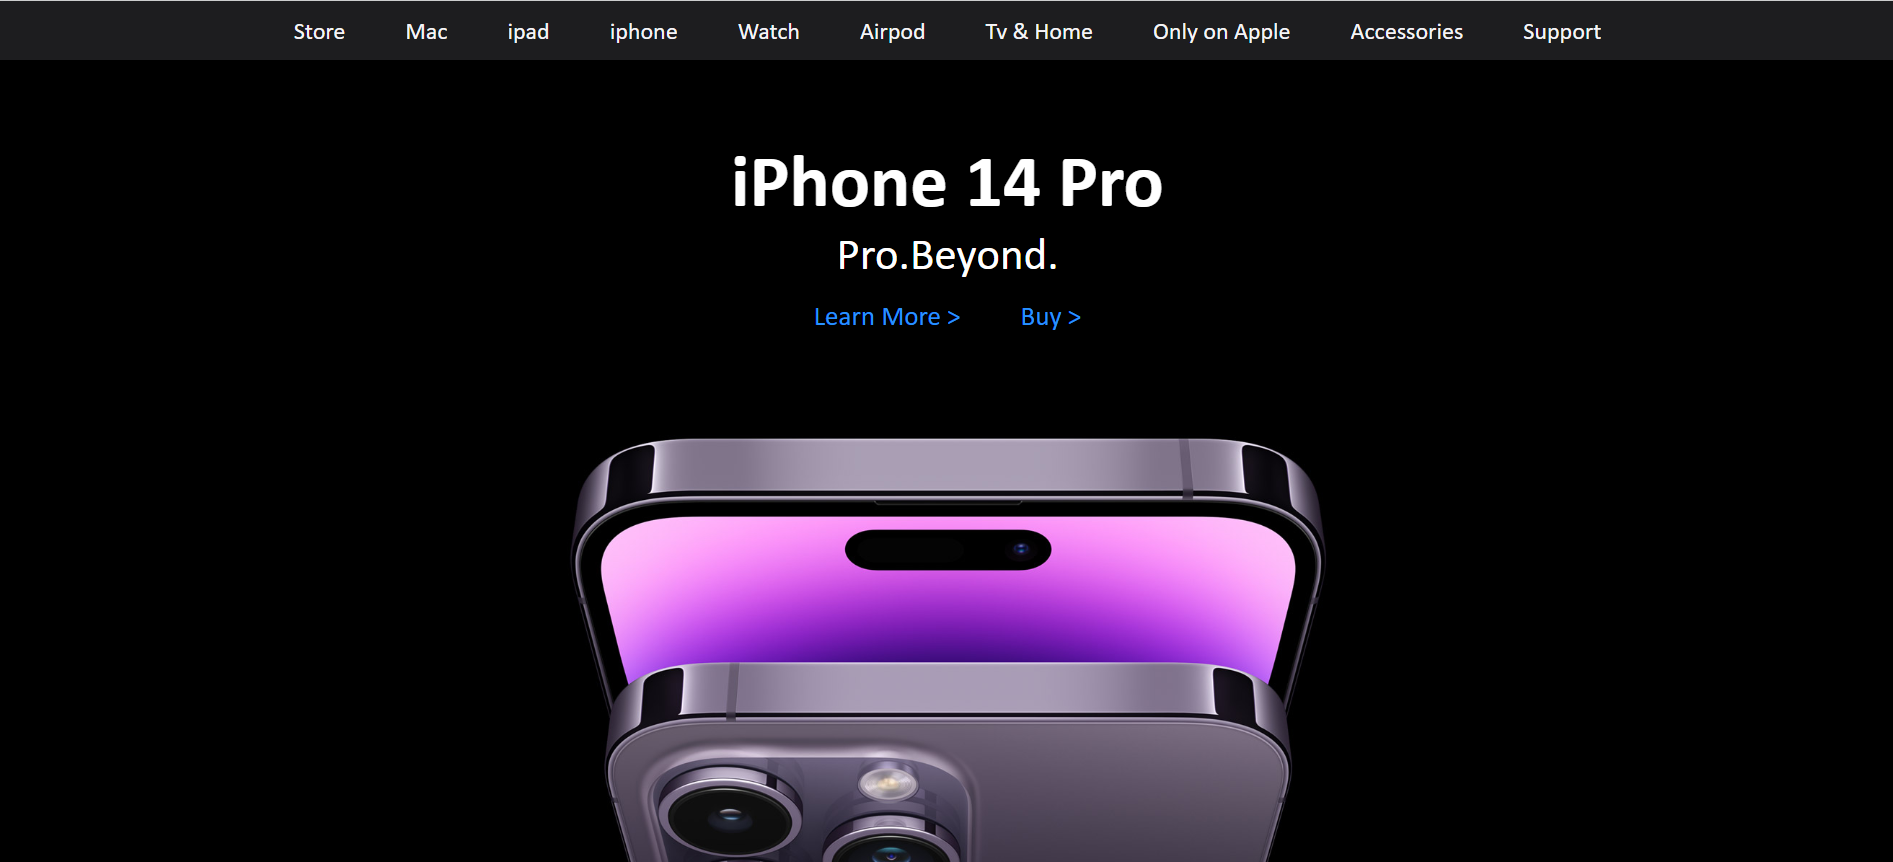 Store Mac ipad iphone Watch Airpod Tv & Home Only on Apple Accessories Support
iPhone 14 Pro
Pro.Beyond.
Learn More > Buy >